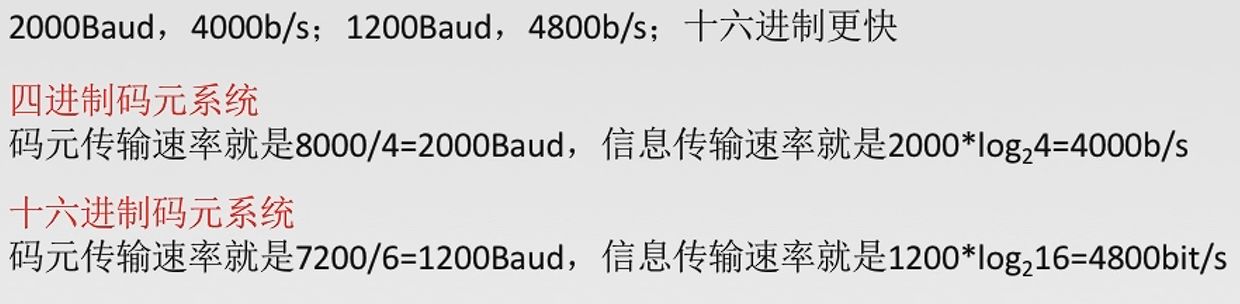 2000Baud，4000b/s；1200Baud，4800b/s；十六进制更快
四进制码元系统
码元传输速率就是8000/4=2000Baud，信息传输速率就是2000*log₂4=4000b/s
十六进制码元系统
码元传输速率就是7200/6=1200Baud，信息传输速率就是1200*log₂16=4800bit/s